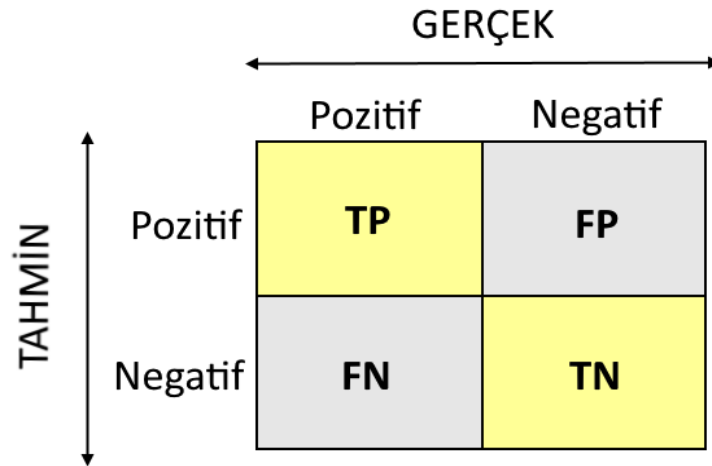 GERÇEK
Pozitif Negatif
TAHMİN
Pozitif TP FP
Negatif FN TN